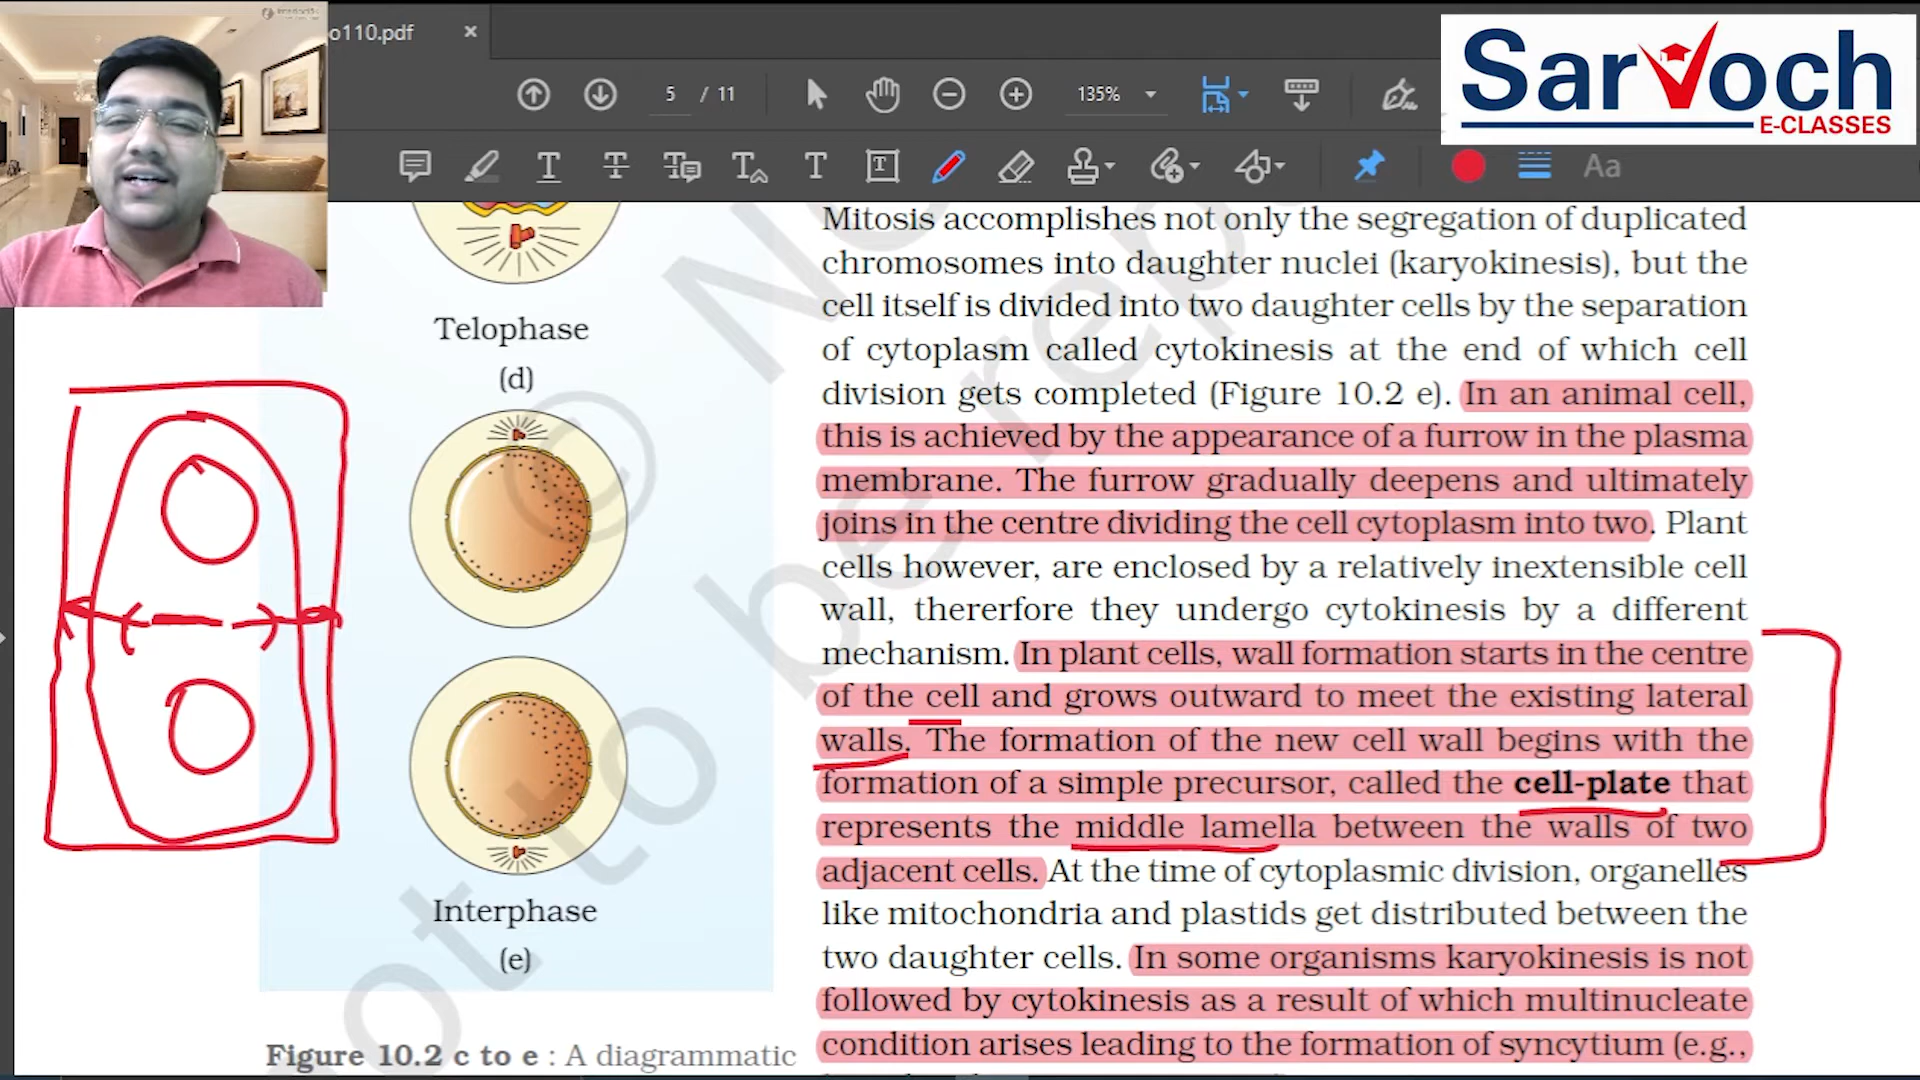 o110.pdf
Sarvoch
E-CLASSES
5 / 11
135%
Aa
Telophase
(d)
Interphase
(e)
Figure 10.2 c to e : A diagrammatic
Mitosis accomplishes not only the segregation of duplicated
chromosomes into daughter nuclei (karyokinesis), but the
cell itself is divided into two daughter cells by the separation
of cytoplasm called cytokinesis at the end of which cell
division gets completed (Figure 10.2 e). In an animal cell,
this is achieved by the appearance of a furrow in the plasma
membrane. The furrow gradually deepens and ultimately
joins in the centre dividing the cell cytoplasm into two. Plant
cells however, are enclosed by a relatively inextensible cell
wall, thererfore they undergo cytokinesis by a different
mechanism. In plant cells, wall formation starts in the centre
of the cell and grows outward to meet the existing lateral
walls. The formation of the new cell wall begins with the
formation of a simple precursor, called the cell-plate that
represents the middle lamella between the walls of two
adjacent cells. At the time of cytoplasmic division, organelles
like mitochondria and plastids get distributed between the
two daughter cells. In some organisms karyokinesis is not
followed by cytokinesis as a result of which multinucleate
condition arises leading to the formation of syncytium (e.g.,